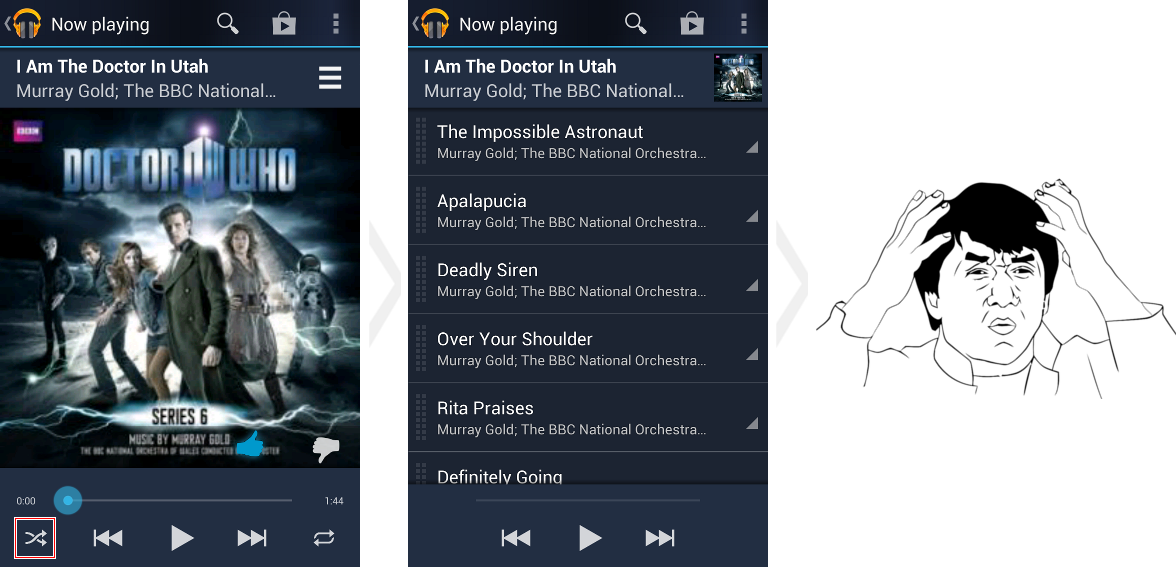 Now playing
I Am The Doctor In Utah
Murray Gold; The BBC National...
BBC
DOCTOR WHO
SERIES 6
MUSIC BY MURRAY GOLD
THE BBC NATIONAL ORCHESTRA OF WALES CONDUCTED
0:00
1:44
Now playing
I Am The Doctor In Utah
Murray Gold; The BBC National...
The Impossible Astronaut
Murray Gold; The BBC National Orchestra...
Apalapucia
Murray Gold; The BBC National Orchestra...
Deadly Siren
Murray Gold; The BBC National Orchestra...
Over Your Shoulder
Murray Gold; The BBC National Orchestra...
Rita Praises
Murray Gold; The BBC National Orchestra...
Definitely Going